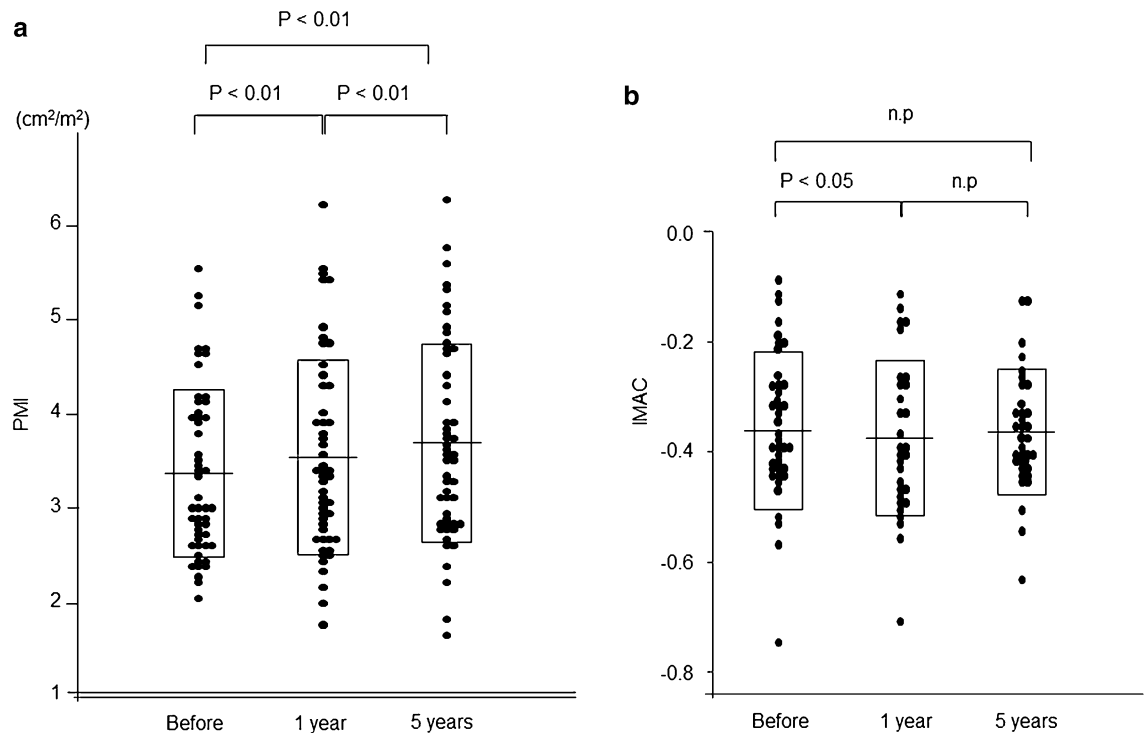 a
P < 0.01
P < 0.01 P < 0.01
(cm²/m²)
PMI
6
5
4
3
2
1
Before 1 year 5 years
b
n.p
P < 0.05 n.p
IMAC
0.0
-0.2
-0.4
-0.6
-0.8
Before 1 year 5 years